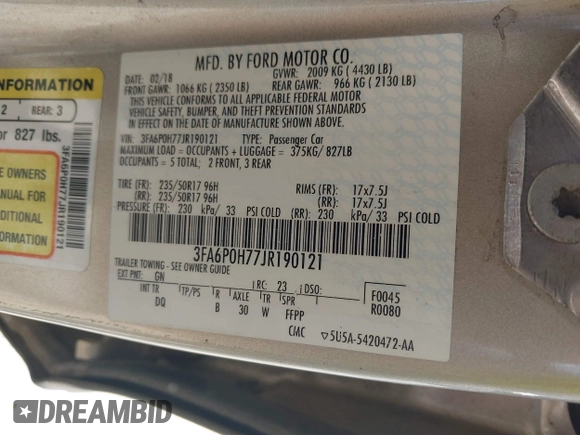 MFD. BY FORD MOTOR CO.
DATE: 02/18 GVWR: 2009 KG ( 4430 LB)
FRONT GAWR: 1066 KG ( 2350 LB) REAR GAWR: 966 KG ( 2130 LB)
THIS VEHICLE CONFORMS TO ALL APPLICABLE FEDERAL MOTOR
VEHICLE SAFETY, BUMPER, AND THEFT PREVENTION STANDARDS
IN EFFECT ON THE DATE OF MANUFACTURE SHOWN ABOVE.
VIN: 3FA6P0H77JR190121 TYPE: Passenger Car
MAXIMUM LOAD = OCCUPANTS + LUGGAGE = 375KG/ 827LB
OCCUPANTS = 5 TOTAL; 2 FRONT, 3 REAR
TIRE (FR): 235/50R17 96H RIMS (FR): 17x7.5J
(RR): 235/50R17 96H (RR): 17x7.5J
PRESSURE (FR): 230 kPa/ 33 PSI COLD (RR): 230 kPa/ 33 PSI COLD
3FA6P0H77JR190121
TRAILER TOWING - SEE OWNER GUIDE
EXT PNT: GN RC: 23 DSO: F0045
INT TR TP/PS R AXLE TR SPR R0080
DQ B 30 W FFPP
CMC ▽5U5A-5420472-AA
INFORMATION
2 REAR: 3
or 827 lbs.
E OWNERS
MANUAL FOR
DITIONAL
FORMATION
3FA6P0H77JR190121
DREAMBID